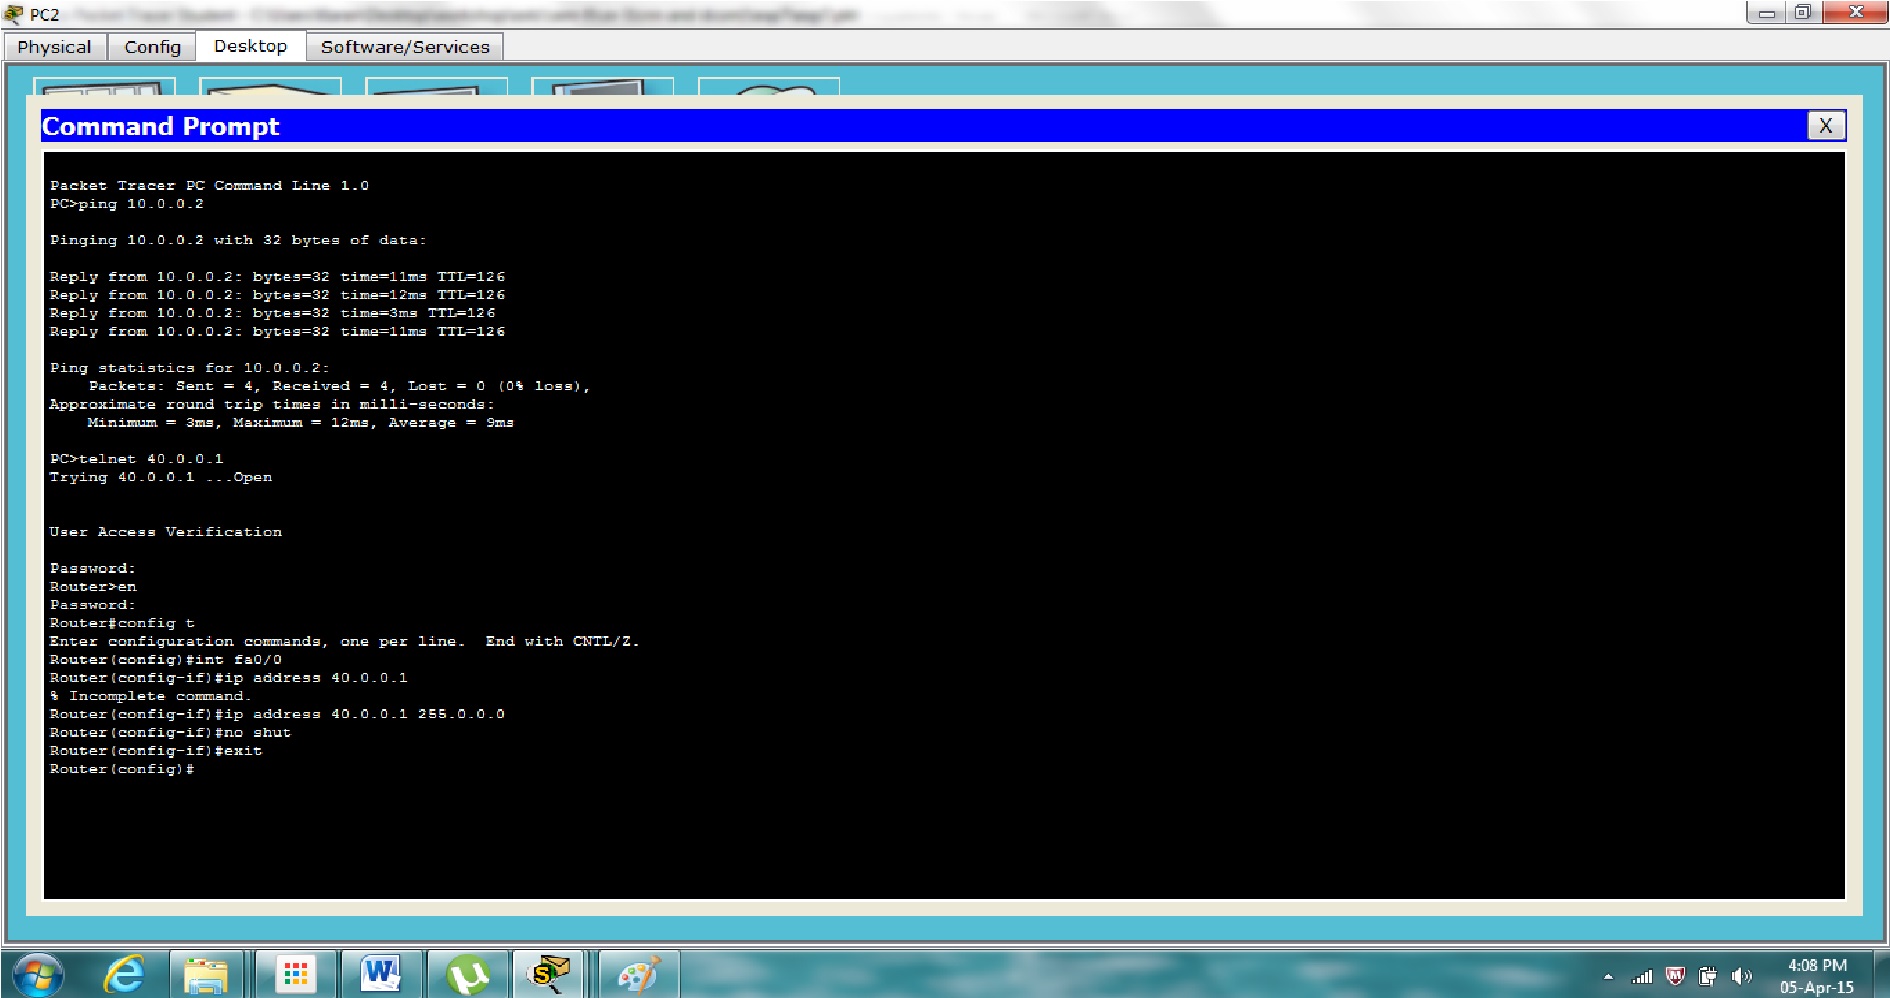 PC2
Physical
Config
Desktop
Software/Services
Command Prompt
X
Packet Tracer PC Command Line 1.0
PC>ping 10.0.0.2
Pinging 10.0.0.2 with 32 bytes of data:
Reply from 10.0.0.2: bytes=32 time=11ms TTL=126
Reply from 10.0.0.2: bytes=32 time=12ms TTL=126
Reply from 10.0.0.2: bytes=32 time=3ms TTL=126
Reply from 10.0.0.2: bytes=32 time=11ms TTL=126
Ping statistics for 10.0.0.2:
    Packets: Sent = 4, Received = 4, Lost = 0 (0% loss),
Approximate round trip times in milli-seconds:
    Minimum = 3ms, Maximum = 12ms, Average = 9ms
PC>telnet 40.0.0.1
Trying 40.0.0.1 ...Open
User Access Verification
Password:
Router>en
Password:
Router#config t
Enter configuration commands, one per line.  End with CNTL/Z.
Router(config)#int fa0/0
Router(config-if)#ip address 40.0.0.1
% Incomplete command.
Router(config-if)#ip address 40.0.0.1 255.0.0.0
Router(config-if)#no shut
Router(config-if)#exit
Router(config)#
4:08 PM
05-Apr-15